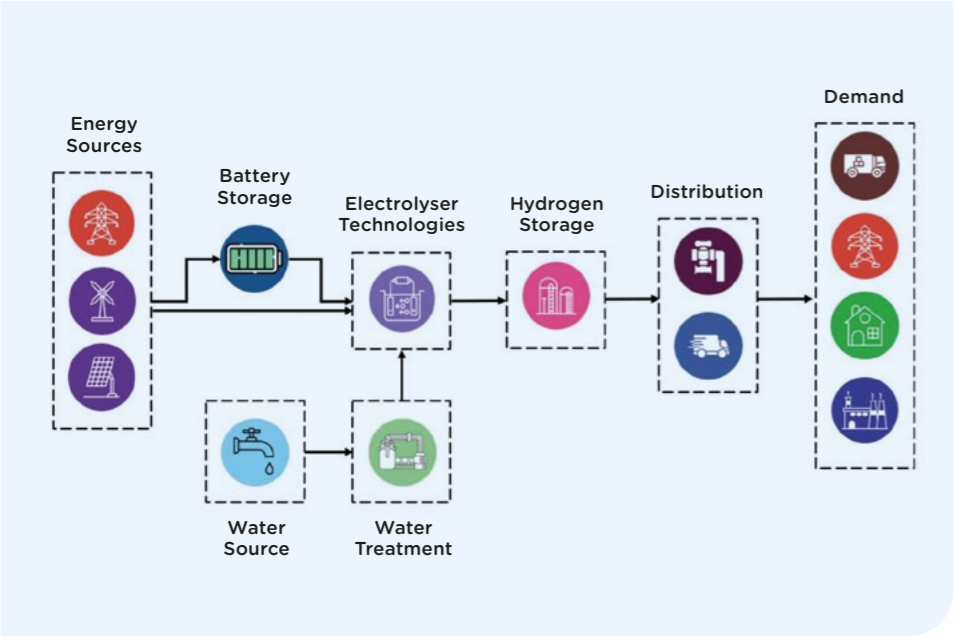 Demand
Energy
Sources
Battery
Storage
Electrolyser
Technologies
Hydrogen
Storage
Distribution
Water
Source
Water
Treatment